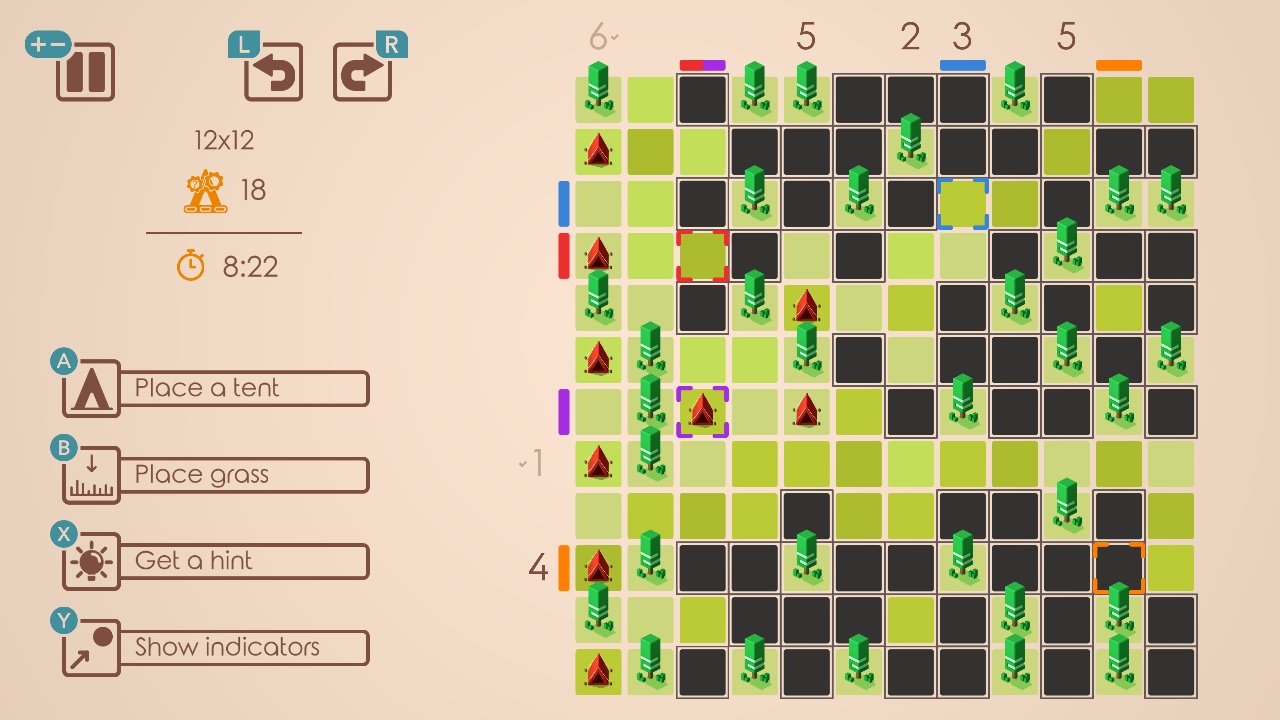 + -
L
R
12x12
18
8:22
A
Place a tent
B
Place grass
X
Get a hint
Y
Show indicators
6 5 2 3 5
1
4